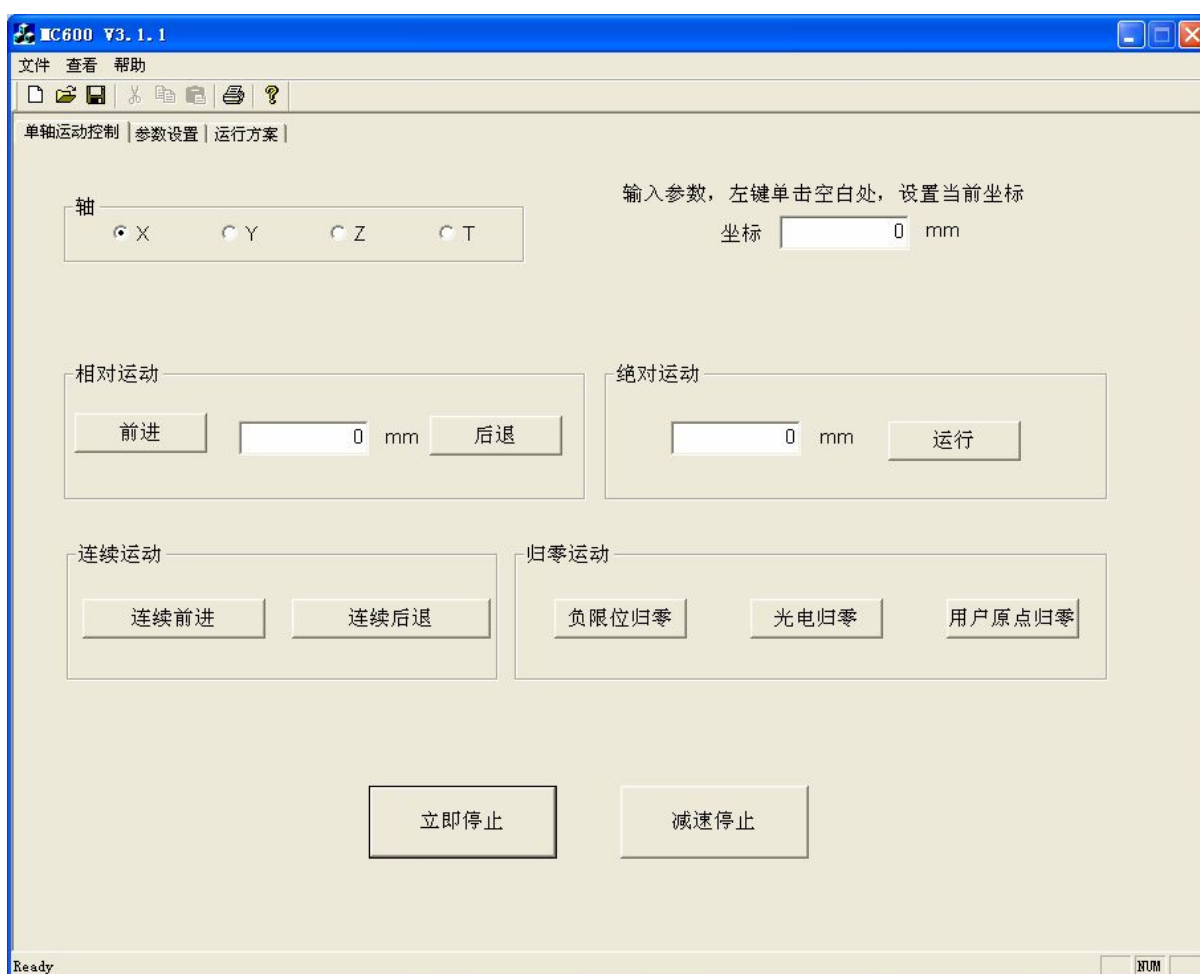 MC600 V3.1.1
文件 查看 帮助
单轴运动控制 参数设置 运行方案
轴
X Y Z T
输入参数，左键单击空白处，设置当前坐标
坐标 0 mm
相对运动
前进 0 mm 后退
绝对运动
0 mm 运行
连续运动
连续前进 连续后退
归零运动
负限位归零 光电归零 用户原点归零
立即停止 减速停止
Ready NUM